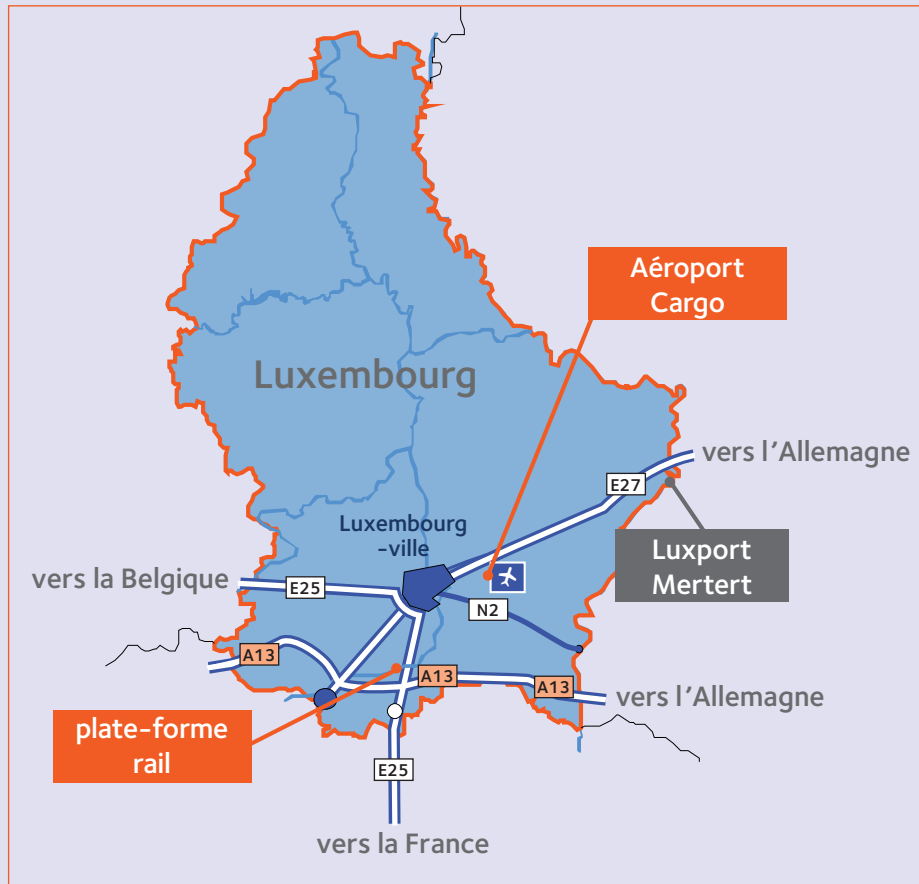 Aéroport
Cargo
Luxembourg
vers l'Allemagne
E27
Luxembourg
-ville
Luxport
Mertert
vers la Belgique
E25
N2
A13
A13
A13
vers l'Allemagne
plate-forme
rail
E25
vers la France